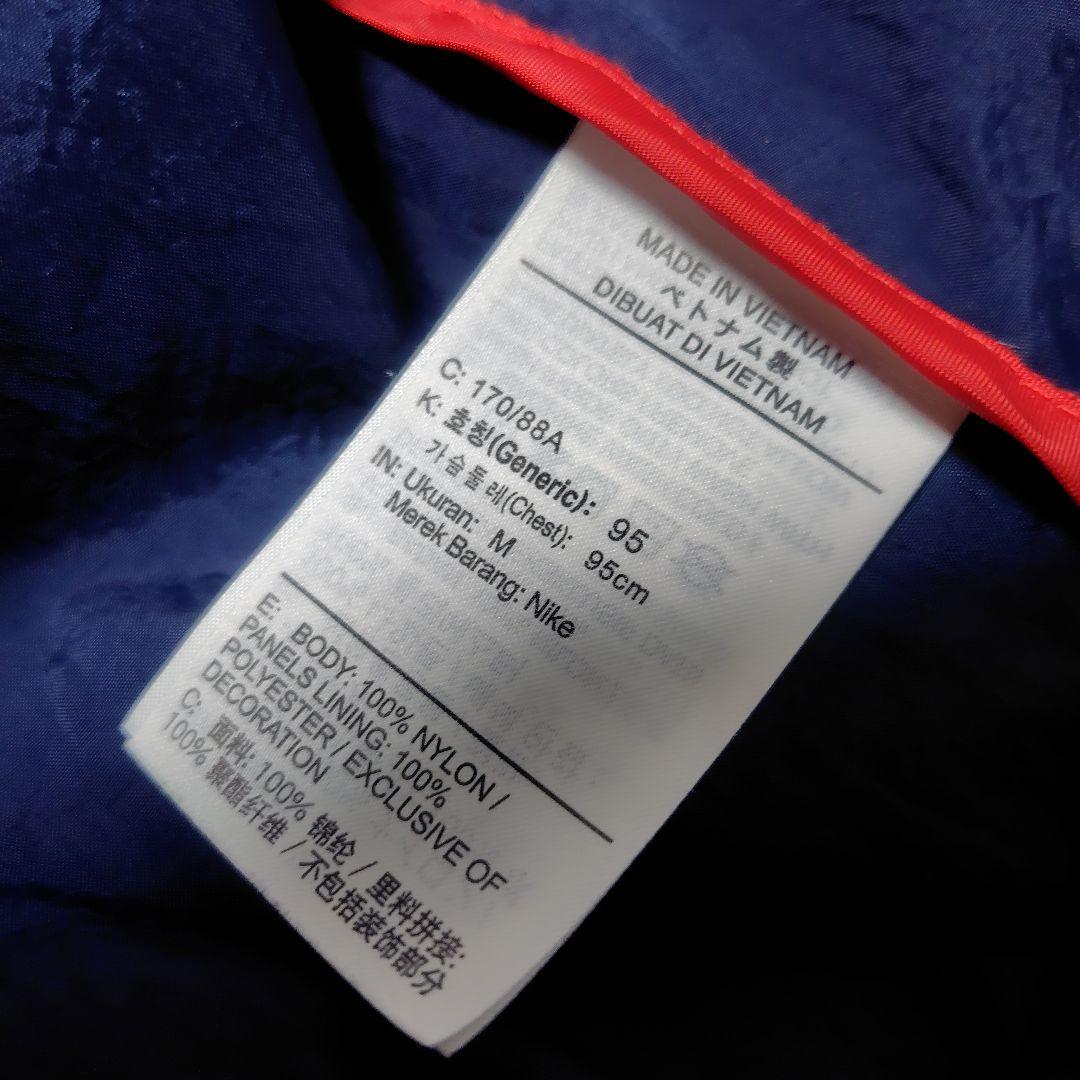 MADE IN VIETNAM
ベトナム製
DIBUAT DI VIETNAM
C: 170/88A
K: 호칭(Generic): 95
가슴둘레(Chest): 95cm
IN: Ukuran: M
Merek Barang: Nike
E: BODY: 100% NYLON /
PANELS LINING: 100%
POLYESTER / EXCLUSIVE OF
DECORATION
C: 面料: 100% 锦纶 / 里料拼接:
100% 聚酯纤维 / 不包括装饰部分